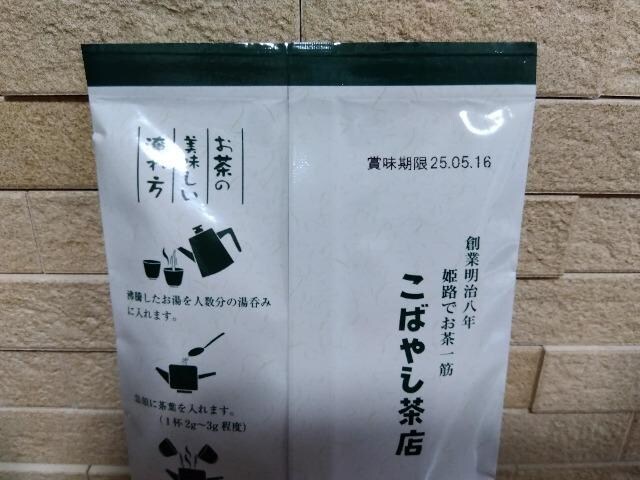 お茶の
美味しい
淹れ方
沸騰したお湯を人数分の湯呑み
に入れます。
急須に茶葉を入れます。
(1杯2g〜3g程度)
賞味期限25.05.16
創業明治八年
姫路でお茶一筋
こばやし茶店